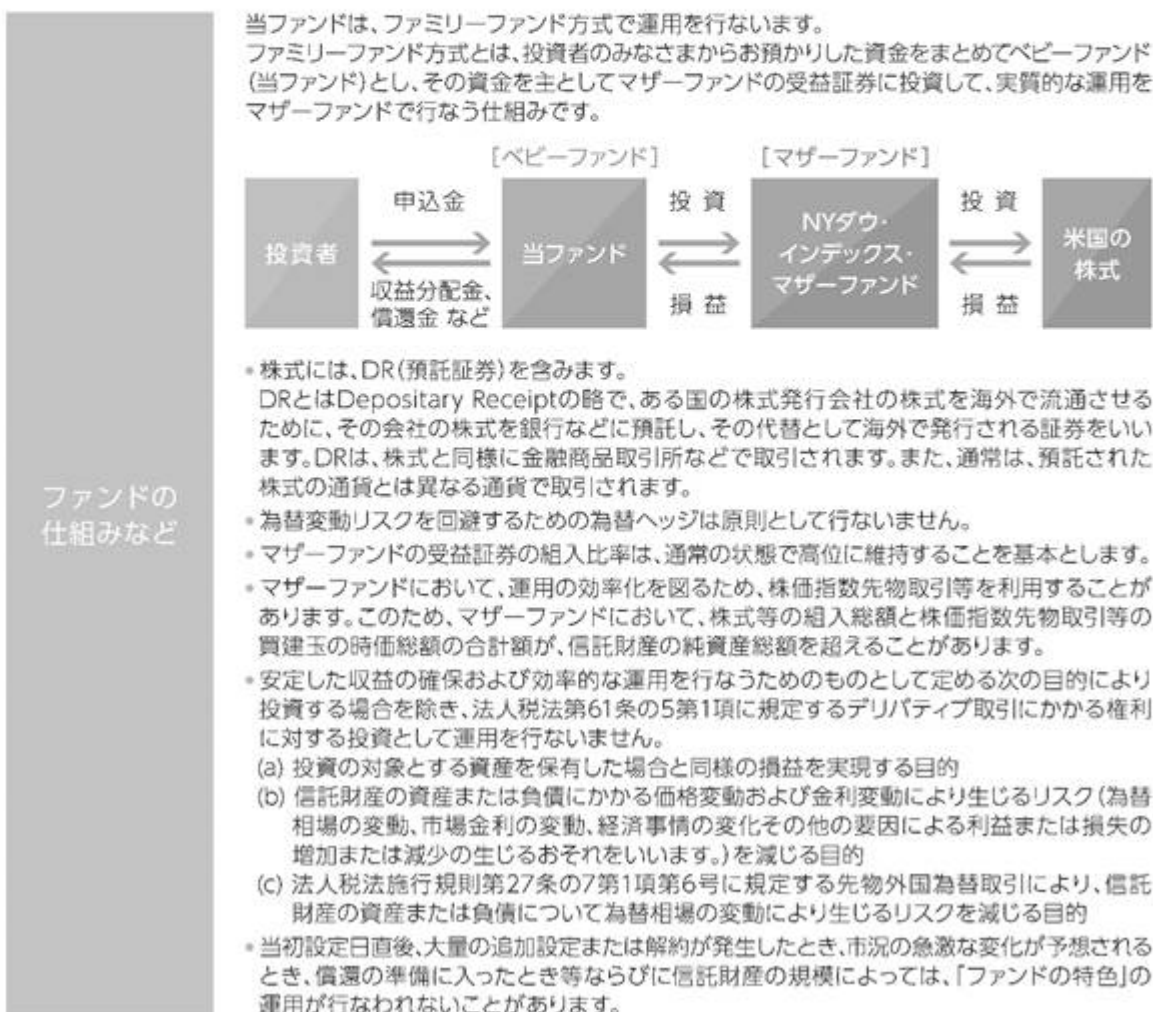 当ファンドは、ファミリーファンド方式で運用を行ないます。
ファミリーファンド方式とは、投資者のみなさまからお預かりした資金をまとめてベビーファンド
(当ファンド)とし、その資金を主としてマザーファンドの受益証券に投資して、実質的な運用を
マザーファンドで行なう仕組みです。
[ベビーファンド]
[マザーファンド]
投資者
申込金
収益分配金、
償還金 など
当ファンド
投 資
損 益
NYダウ・
インデックス・
マザーファンド
投 資
損 益
米国の
株式
ファンドの
仕組みなど
• 株式には、DR(預託証券)を含みます。
DRとはDepositary Receiptの略で、ある国の株式発行会社の株式を海外で流通させる
ために、その会社の株式を銀行などに預託し、その代替として海外で発行される証券をいい
ます。DRは、株式と同様に金融商品取引所などで取引されます。また、通常は、預託された
株式の通貨とは異なる通貨で取引されます。
• 為替変動リスクを回避するための為替ヘッジは原則として行ないません。
• マザーファンドの受益証券の組入比率は、通常の状態で高位に維持することを基本とします。
• マザーファンドにおいて、運用の効率化を図るため、株価指数先物取引等を利用することが
あります。このため、マザーファンドにおいて、株式等の組入総額と株価指数先物取引等の
買建玉の時価総額の合計額が、信託財産の純資産総額を超えることがあります。
• 安定した収益の確保および効率的な運用を行なうためのものとして定める次の目的により
投資する場合を除き、法人税法第61条の5第1項に規定するデリバティブ取引にかかる権利
に対する投資として運用を行ないません。
(a) 投資の対象とする資産を保有した場合と同様の損益を実現する目的
(b) 信託財産の資産または負債にかかる価格変動および金利変動により生じるリスク(為替
相場の変動、市場金利の変動、経済事情の変化その他の要因による利益または損失の
増加または減少の生じるおそれをいいます。)を減じる目的
(c) 法人税法施行規則第27条の7第1項第6号に規定する先物外国為替取引により、信託
財産の資産または負債について為替相場の変動により生じるリスクを減じる目的
• 当初設定日直後、大量の追加設定または解約が発生したとき、市況の急激な変化が予想される
とき、償還の準備に入ったとき等ならびに信託財産の規模によっては、「ファンドの特色」の
運用が行なわれないことがあります。